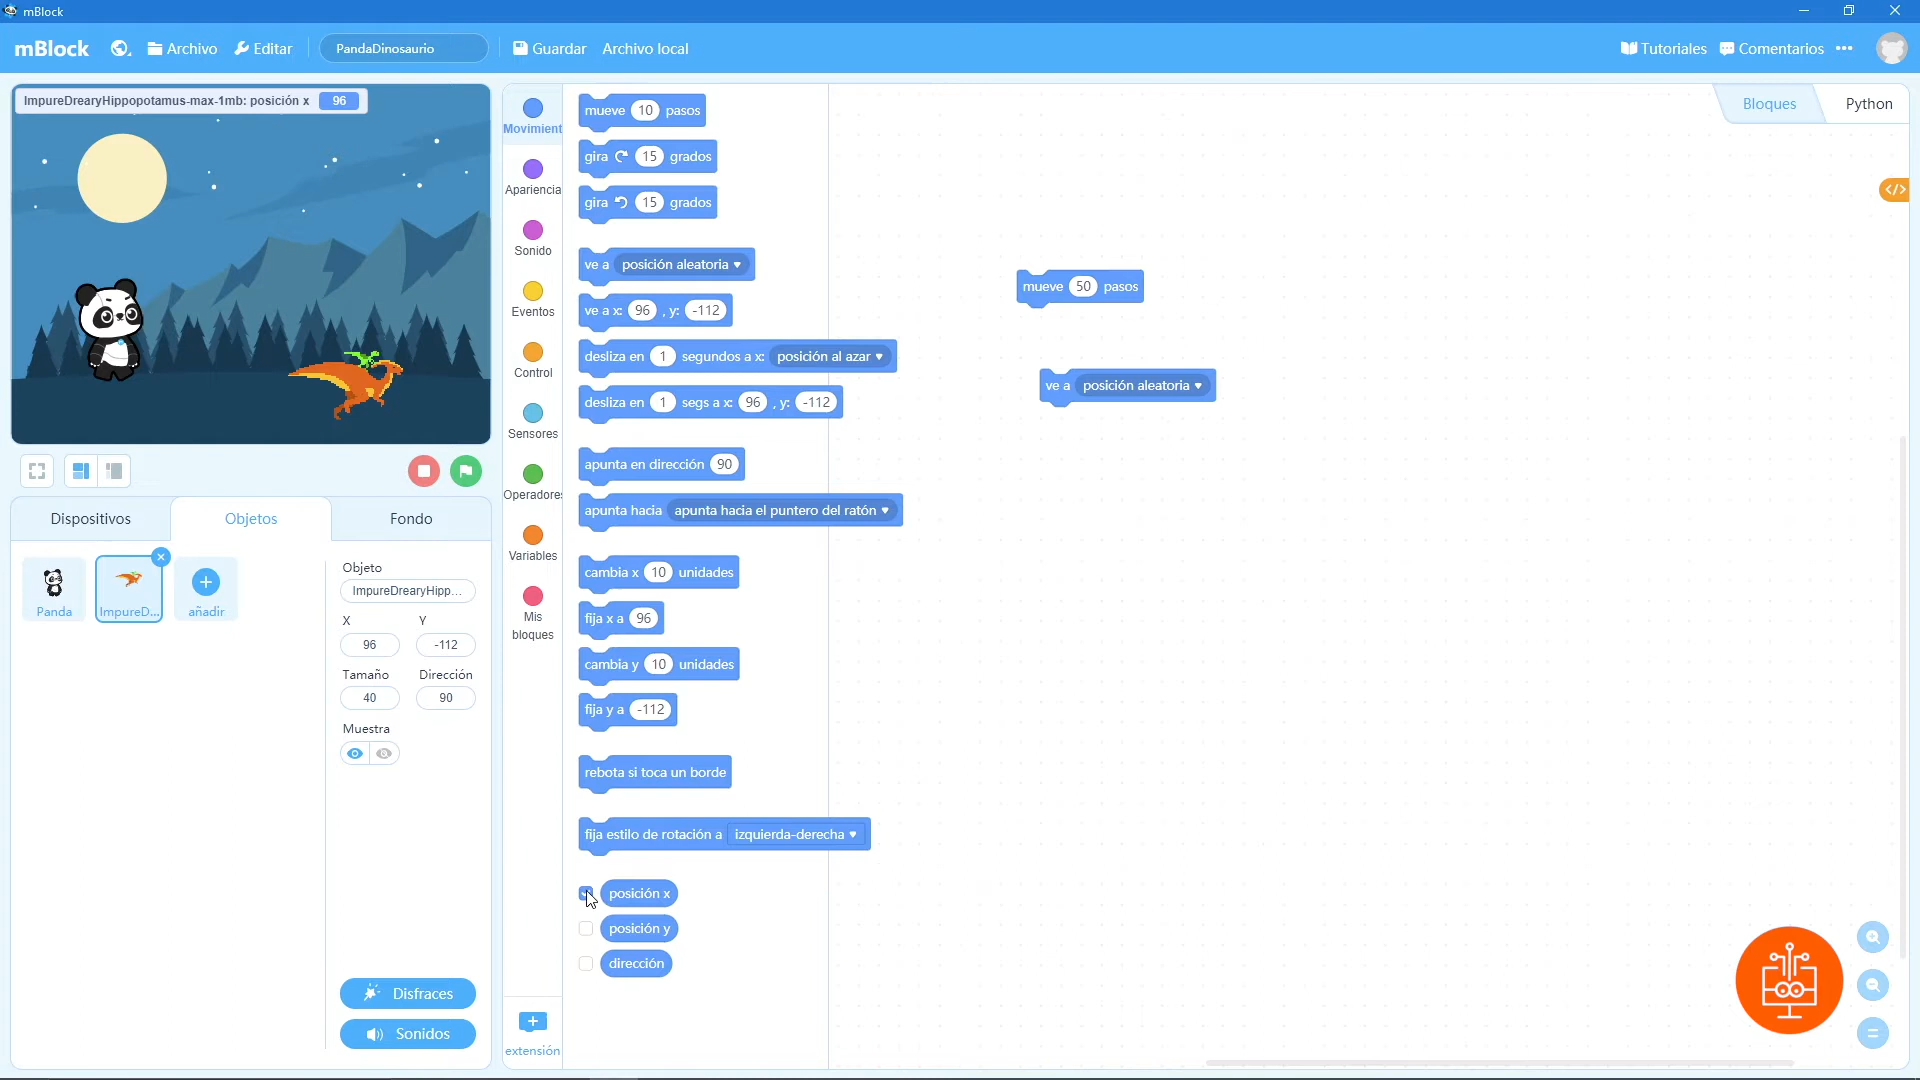 mBlock
mBlock
Archivo
Editar
PandaDinosaurio
Guardar
Archivo local
Tutoriales
Comentarios
ImpureDrearyHippopotamus-max-1mb: posición x 96
Dispositivos
Objetos
Fondo
Panda
ImpureD...
añadir
Objeto
ImpureDrearyHipp...
X Y
96 -112
Tamaño Dirección
40 90
Muestra
Disfraces
Sonidos
Movimient
Apariencia
Sonido
Eventos
Control
Sensores
Operadores
Variables
Mis
bloques
extensión
mueve 10 pasos
gira 15 grados
gira 15 grados
ve a posición aleatoria
ve a x: 96 , y: -112
desliza en 1 segundos a x: posición al azar
desliza en 1 segs a x: 96 , y: -112
apunta en dirección 90
apunta hacia apunta hacia el puntero del ratón
cambia x 10 unidades
fija x a 96
cambia y 10 unidades
fija y a -112
rebota si toca un borde
fija estilo de rotación a izquierda-derecha
posición x
posición y
dirección
mueve 50 pasos
ve a posición aleatoria
Bloques
Python
</>